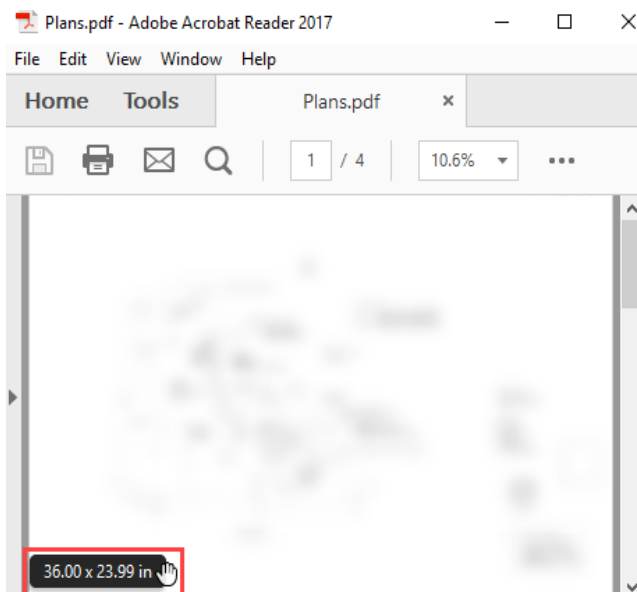 Plans.pdf - Adobe Acrobat Reader 2017
File Edit View Window Help
Home Tools Plans.pdf ×
1 / 4 10.6%
36.00 x 23.99 in